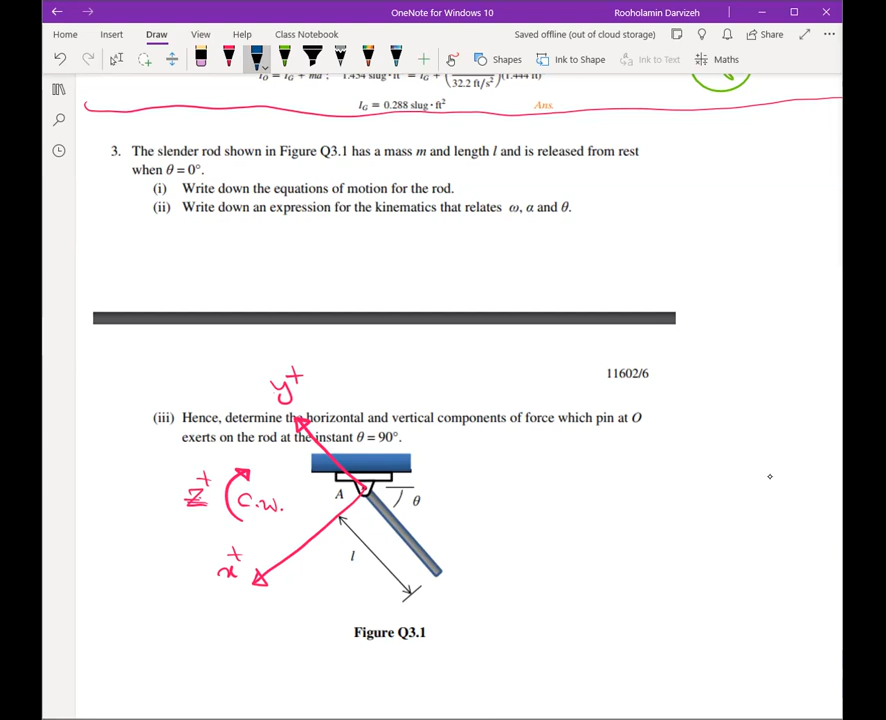 OneNote for Windows 10
Rooholamin Darvizeh
Home Insert Draw View Help Class Notebook Saved offline (out of cloud storage) Share
Shapes Ink to Shape Ink to Text Maths
32.2 ft/s²
I_G = 0.288 slug · ft² Ans.
3. The slender rod shown in Figure Q3.1 has a mass m and length l and is released from rest
when θ = 0°.
(i) Write down the equations of motion for the rod.
(ii) Write down an expression for the kinematics that relates ω, α and θ.
11602/6
y+
(iii) Hence, determine the horizontal and vertical components of force which pin at O
exerts on the rod at the instant θ = 90°.
A θ
z+ C.W.
l
x+
Figure Q3.1